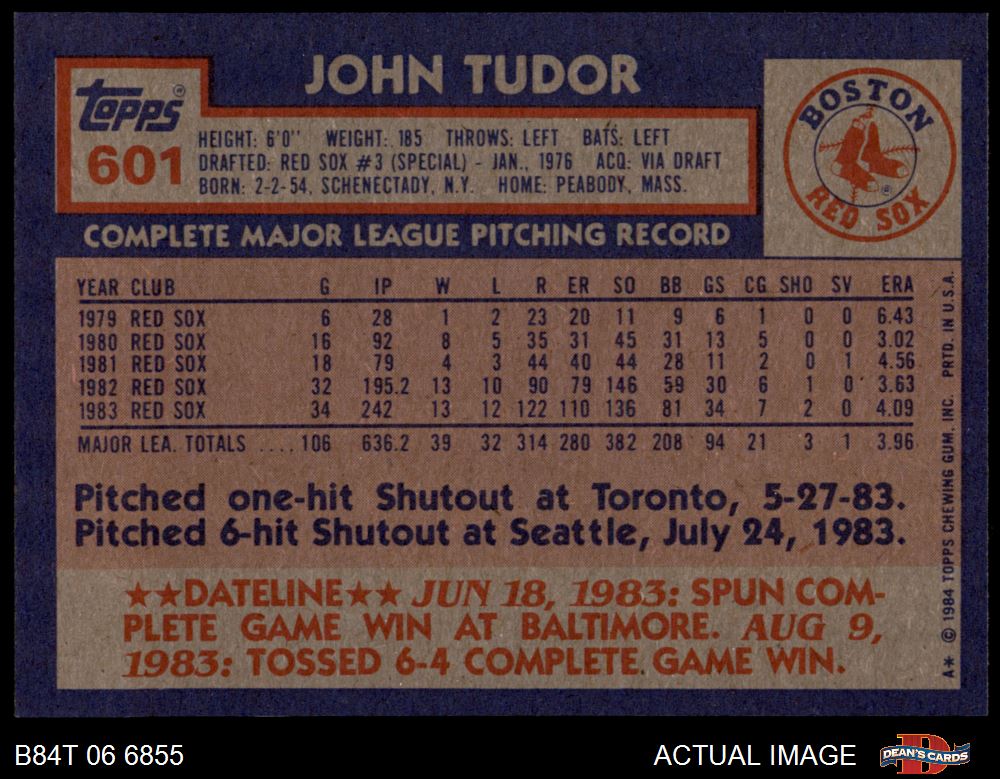 JOHN TUDOR
TOPPS®
601
HEIGHT: 6'0" WEIGHT: 185 THROWS: LEFT BATS: LEFT
DRAFTED: RED SOX #3 (SPECIAL) - JAN., 1976 ACQ: VIA DRAFT
BORN: 2-2-54, SCHENECTADY, N.Y. HOME: PEABODY, MASS.
BOSTON
RED SOX
COMPLETE MAJOR LEAGUE PITCHING RECORD
YEAR CLUB G IP W L R ER SO BB GS CG SHO SV ERA
1979 RED SOX 6 28 1 2 23 20 11 9 6 1 0 0 6.43
1980 RED SOX 16 92 8 5 35 31 45 31 13 5 0 0 3.02
1981 RED SOX 18 79 4 3 44 40 44 28 11 2 0 1 4.56
1982 RED SOX 32 195.2 13 10 90 79 146 59 30 6 1 0 3.63
1983 RED SOX 34 242 13 12 122 110 136 81 34 7 2 0 4.09
MAJOR LEA. TOTALS .... 106 636.2 39 32 314 280 382 208 94 21 3 1 3.96
Pitched one-hit Shutout at Toronto, 5-27-83.
Pitched 6-hit Shutout at Seattle, July 24, 1983.
★★DATELINE★★ JUN 18, 1983: SPUN COM-
PLETE GAME WIN AT BALTIMORE. AUG 9,
1983: TOSSED 6-4 COMPLETE GAME WIN.
A★ © 1984 TOPPS CHEWING GUM, INC. PRTD. IN U.S.A.
B84T 06 6855
ACTUAL IMAGE
DEAN'S CARDS